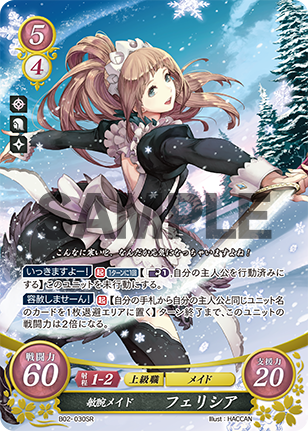 5
4
SAMPLE
こんなに寒いと、なんだか元気になっちゃいますよね！
いっきますよー！ 起 1ターンに1回 【1、自分の主人公を行動済みに
する】このユニットを未行動にする。
容赦しません！ 起 【自分の手札から自分の主人公と同じユニット名
のカードを1枚退避エリアに置く】ターン終了まで、このユニットの
戦闘力は2倍になる。
戦闘力
60
射程 1-2 上級職 メイド
敏腕メイド フェリシア
支援力
20
B02-030SR Illust：HACCAN